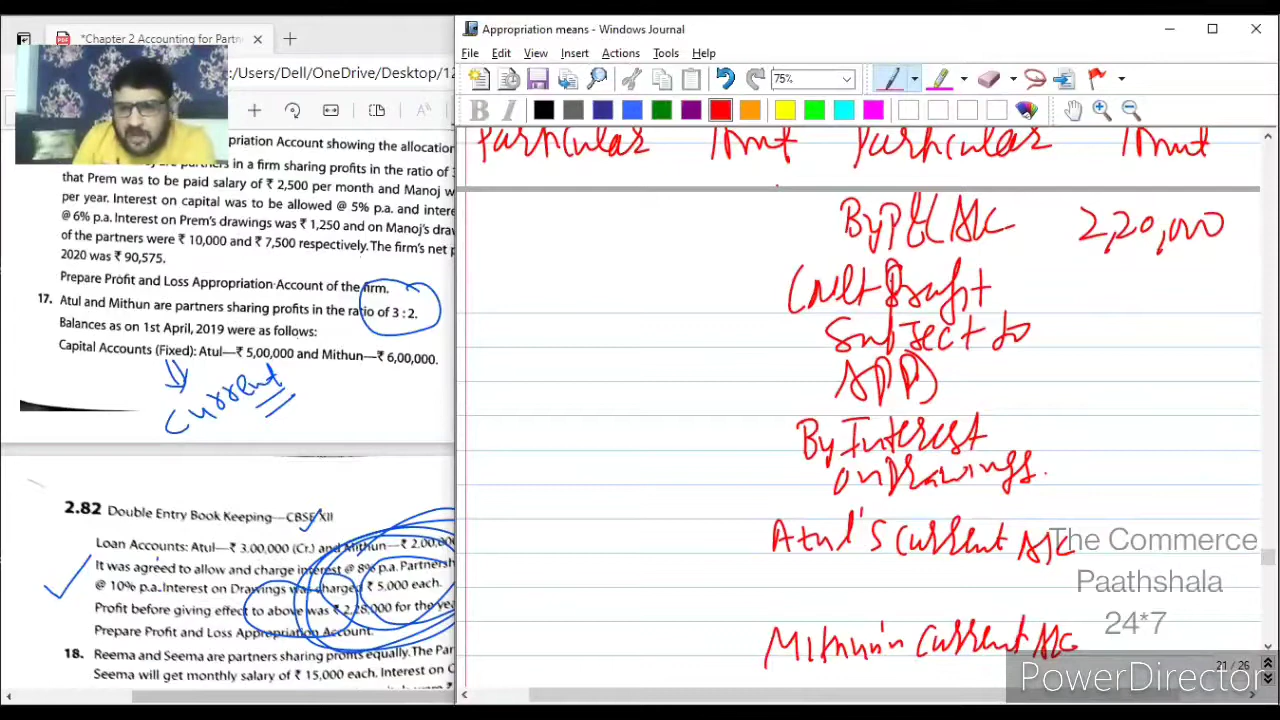 *Chapter 2 Accounting for Partr
:/Users/Dell/OneDrive/Desktop/12
priation Account showing the allocation
partners in a firm sharing profits in the ratio of 3
that Prem was to be paid salary of ₹ 2,500 per month and Manoj w
per year. Interest on capital was to be allowed @ 5% p.a. and inter
@ 6% p.a. Interest on Prem's drawings was ₹ 1,250 and on Manoj's draw
of the partners were ₹ 10,000 and ₹ 7,500 respectively. The firm's net p
2020 was ₹ 90,575.
Prepare Profit and Loss Appropriation Account of the firm.
17. Atul and Mithun are partners sharing profits in the ratio of 3 : 2.
Balances as on 1st April, 2019 were as follows:
Capital Accounts (Fixed): Atul—₹ 5,00,000 and Mithun—₹ 6,00,000.
Current
2.82 Double Entry Book Keeping—CBSE XII
Loan Accounts: Atul—₹ 3,00,000 (Cr.) and Mithun—₹ 2,00,00
It was agreed to allow and charge interest @ 8% p.a. Partnersh
@ 10% p.a. Interest on Drawings was charged ₹ 5,000 each.
Profit before giving effect to above was ₹ 2,28,000 for the yea
Prepare Profit and Loss Appropriation Account.
18. Reema and Seema are partners sharing profits equally. The Par
Seema will get monthly salary of ₹ 15,000 each. Interest on C
Appropriation means - Windows Journal
File Edit View Insert Actions Tools Help
75%
B I
Particular Amut Particular Amut
By P&L A/c 2,20,000
(Net Profit
Subject to
APP)
By Interest
on Drawings.
Atul's Current A/c
Mithun's Current A/c
The Commerce
Paathshala
24*7
21 / 26
PowerDirector